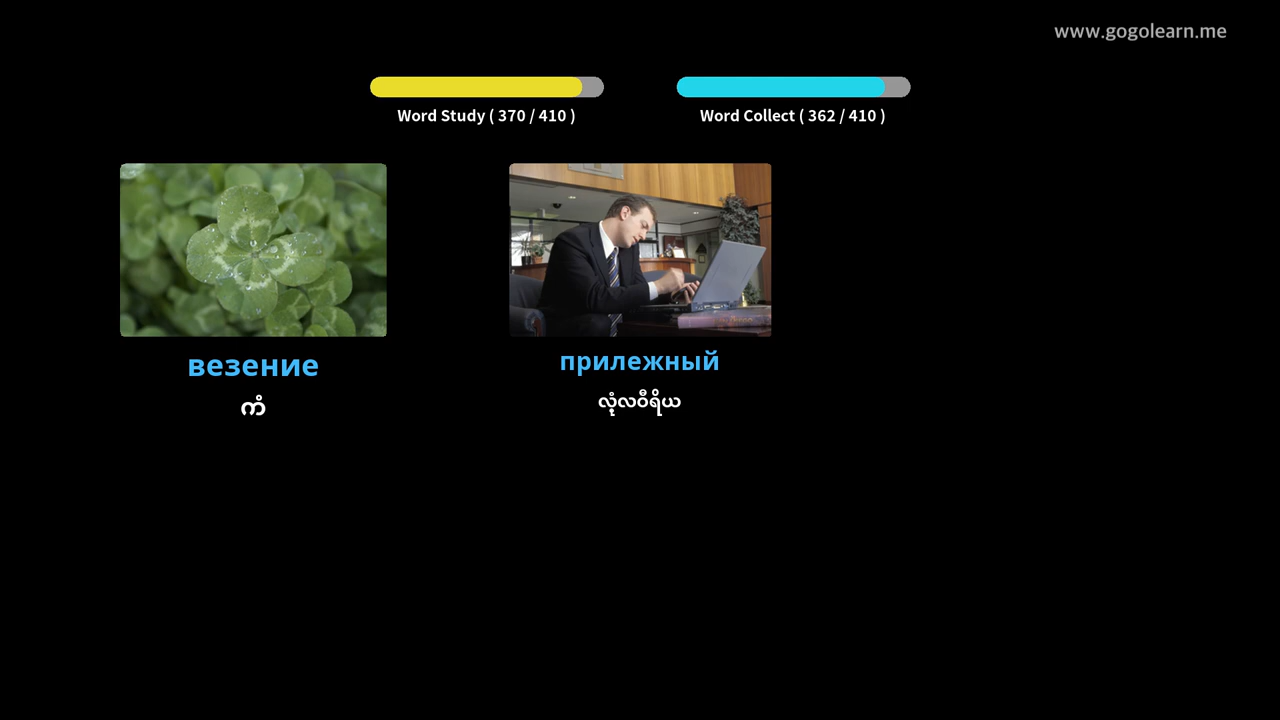 www.gogolearn.me
Word Study ( 370 / 410 )
Word Collect ( 362 / 410 )
везение
прилежный
ကံ
လုံ့လဝီရိယ